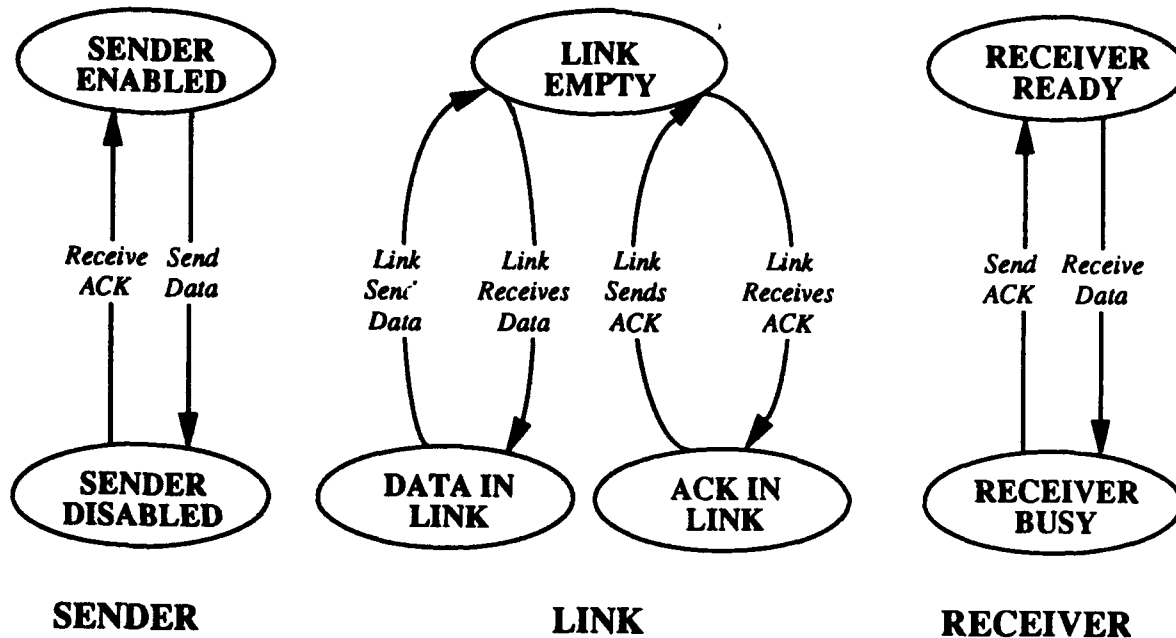 SENDER
ENABLED
LINK
EMPTY
RECEIVER
READY
Receive
ACK
Send
Data
Link
Data
Link
Receives
Data
Link
Sends
ACK
Link
Receives
ACK
Send
ACK
Receive
Data
SENDER
DISABLED
DATA IN
LINK
ACK IN
LINK
RECEIVER
BUSY
SENDER
LINK
RECEIVER